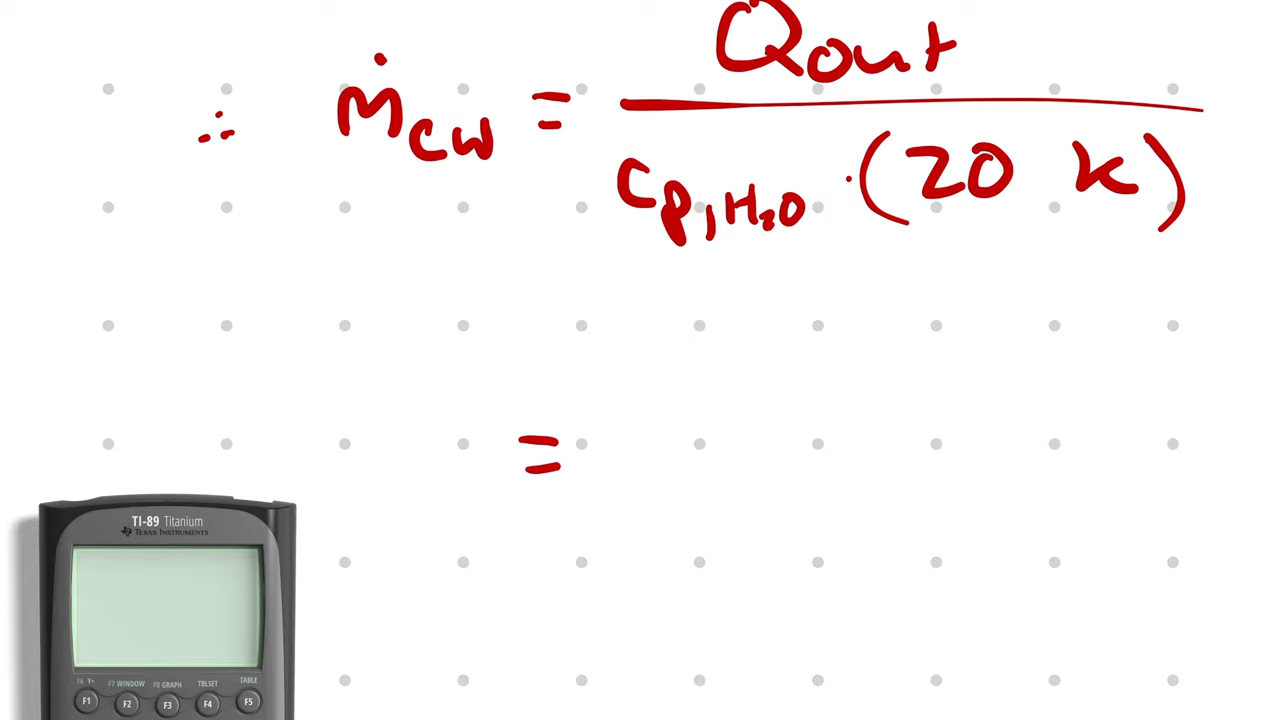 Qout
∴ ṁcw =
cp,H₂O · (20 K)
=
TI-89 Titanium
TEXAS INSTRUMENTS
F6 Y= F7 WINDOW F8 GRAPH TBLSET TABLE
F1 F2 F3 F4 F5